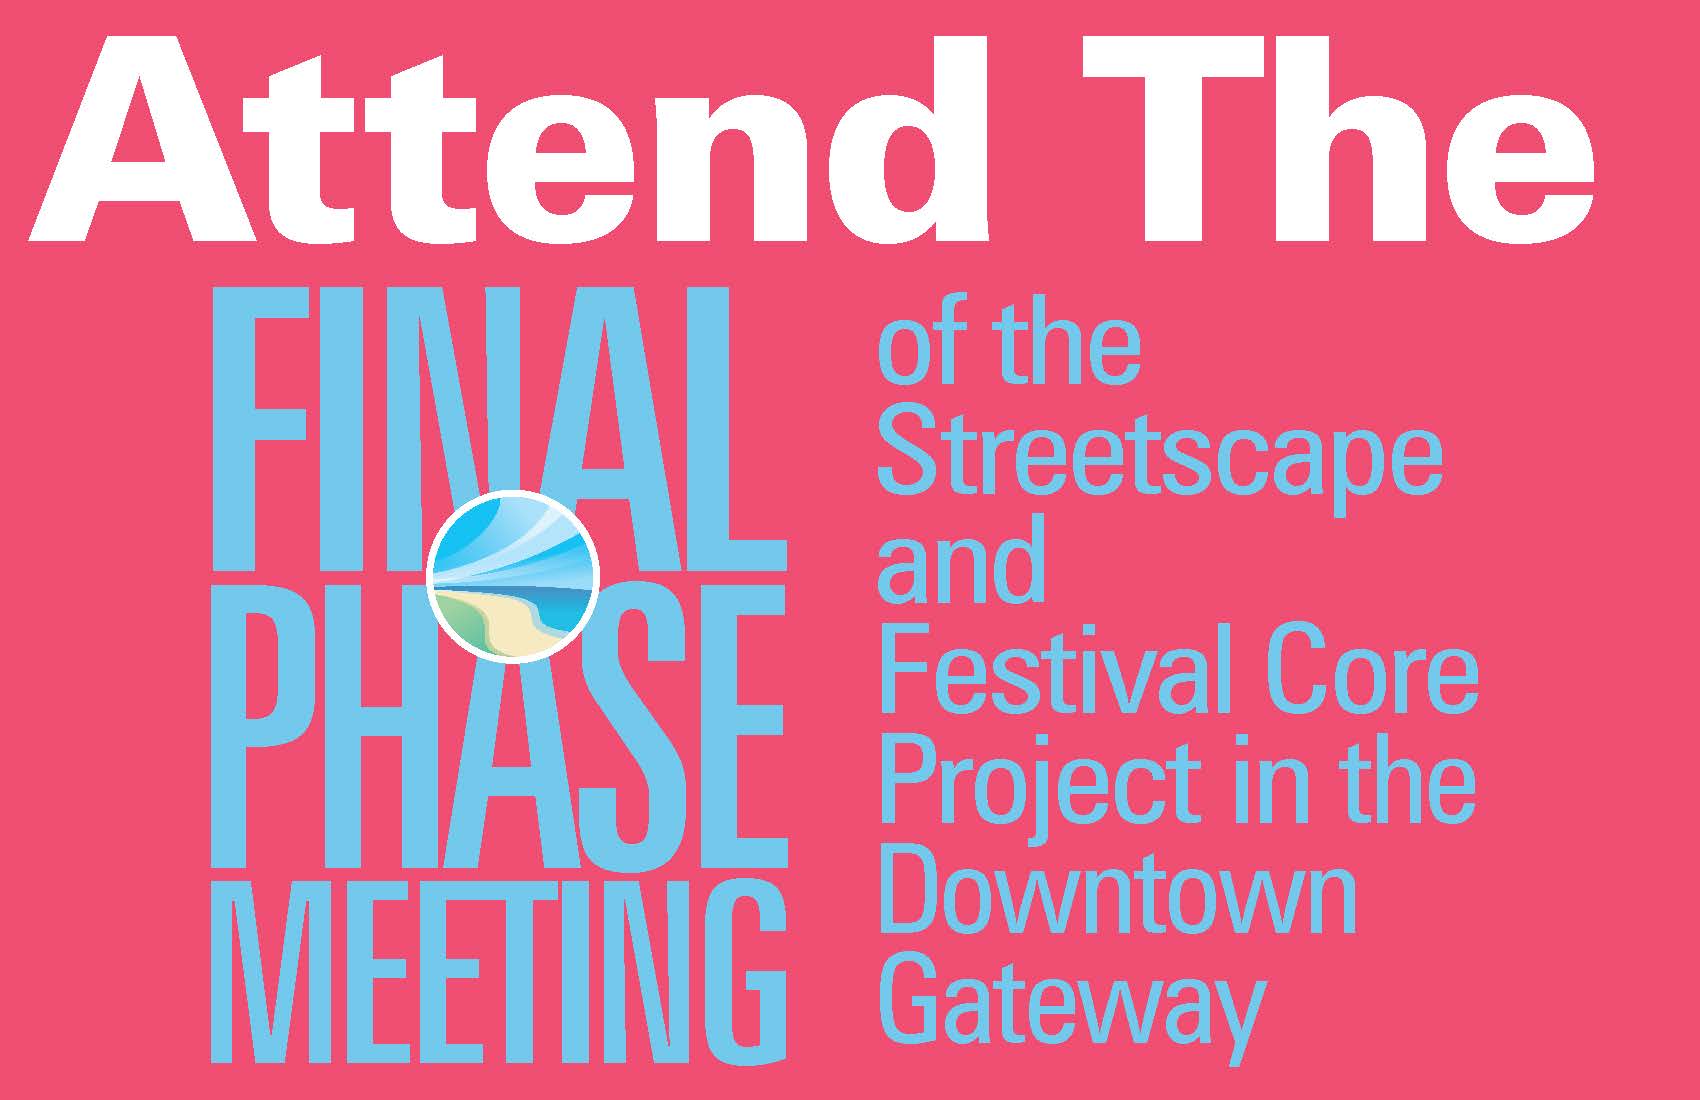 Attend The
FINAL
PHASE
MEETING
of the
Streetscape
and
Festival Core
Project in the
Downtown
Gateway